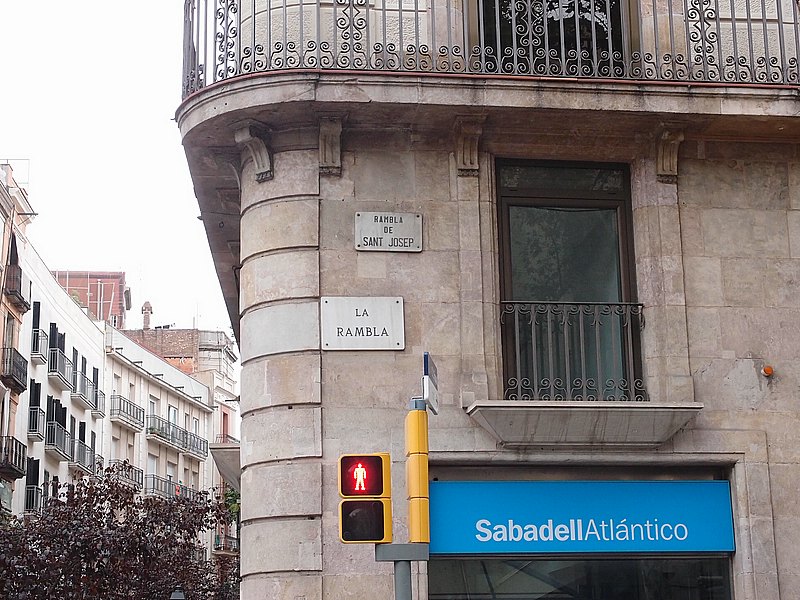 RAMBLA
DE
SANT JOSEP
LA
RAMBLA
SabadellAtlántico